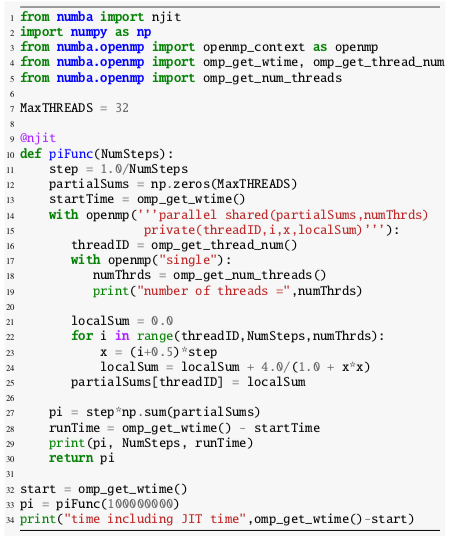 1 from numba import njit
2 import numpy as np
3 from numba.openmp import openmp_context as openmp
4 from numba.openmp import omp_get_wtime, omp_get_thread_num
5 from numba.openmp import omp_get_num_threads
6
7 MaxTHREADS = 32
8
9 @njit
10 def piFunc(NumSteps):
11     step = 1.0/NumSteps
12     partialSums = np.zeros(MaxTHREADS)
13     startTime = omp_get_wtime()
14     with openmp('''parallel shared(partialSums,numThrds)
15                  private(threadID,i,x,localSum)'''):
16        threadID = omp_get_thread_num()
17        with openmp("single"):
18           numThrds = omp_get_num_threads()
19           print("number of threads =",numThrds)
20
21        localSum = 0.0
22        for i in range(threadID,NumSteps,numThrds):
23            x = (i+0.5)*step
24            localSum = localSum + 4.0/(1.0 + x*x)
25        partialSums[threadID] = localSum
26
27     pi = step*np.sum(partialSums)
28     runTime = omp_get_wtime() - startTime
29     print(pi, NumSteps, runTime)
30     return pi
31
32 start = omp_get_wtime()
33 pi = piFunc(100000000)
34 print("time including JIT time",omp_get_wtime()-start)